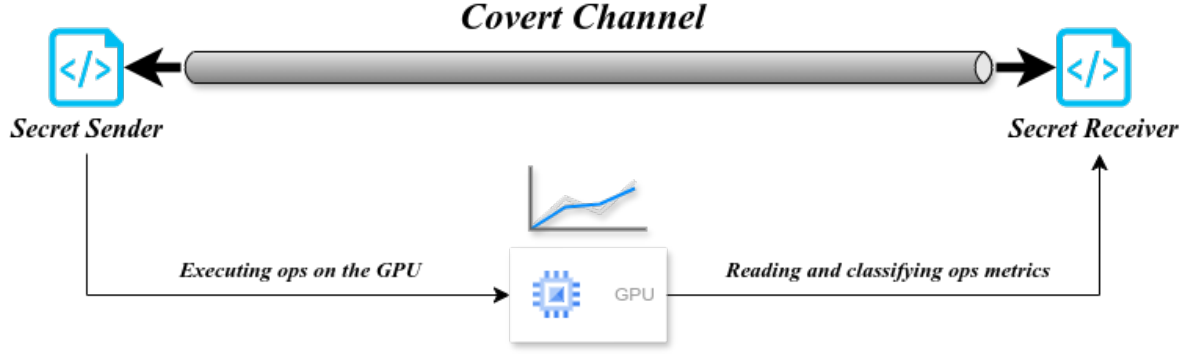 Covert Channel
</>
</>
Secret Sender
Secret Receiver
Executing ops on the GPU
Reading and classifying ops metrics
GPU